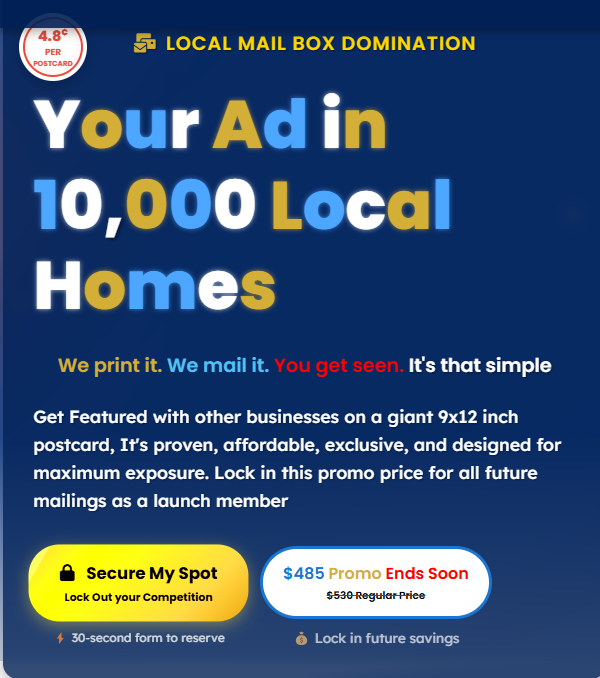 4.8¢
PER
POSTCARD
LOCAL MAIL BOX DOMINATION
Your Ad in
10,000 Local
Homes
We print it. We mail it. You get seen. It's that simple
Get Featured with other businesses on a giant 9x12 inch
postcard, It's proven, affordable, exclusive, and designed for
maximum exposure. Lock in this promo price for all future
mailings as a launch member
Secure My Spot
Lock Out your Competition
$485 Promo Ends Soon
$530 Regular Price
30-second form to reserve
Lock in future savings